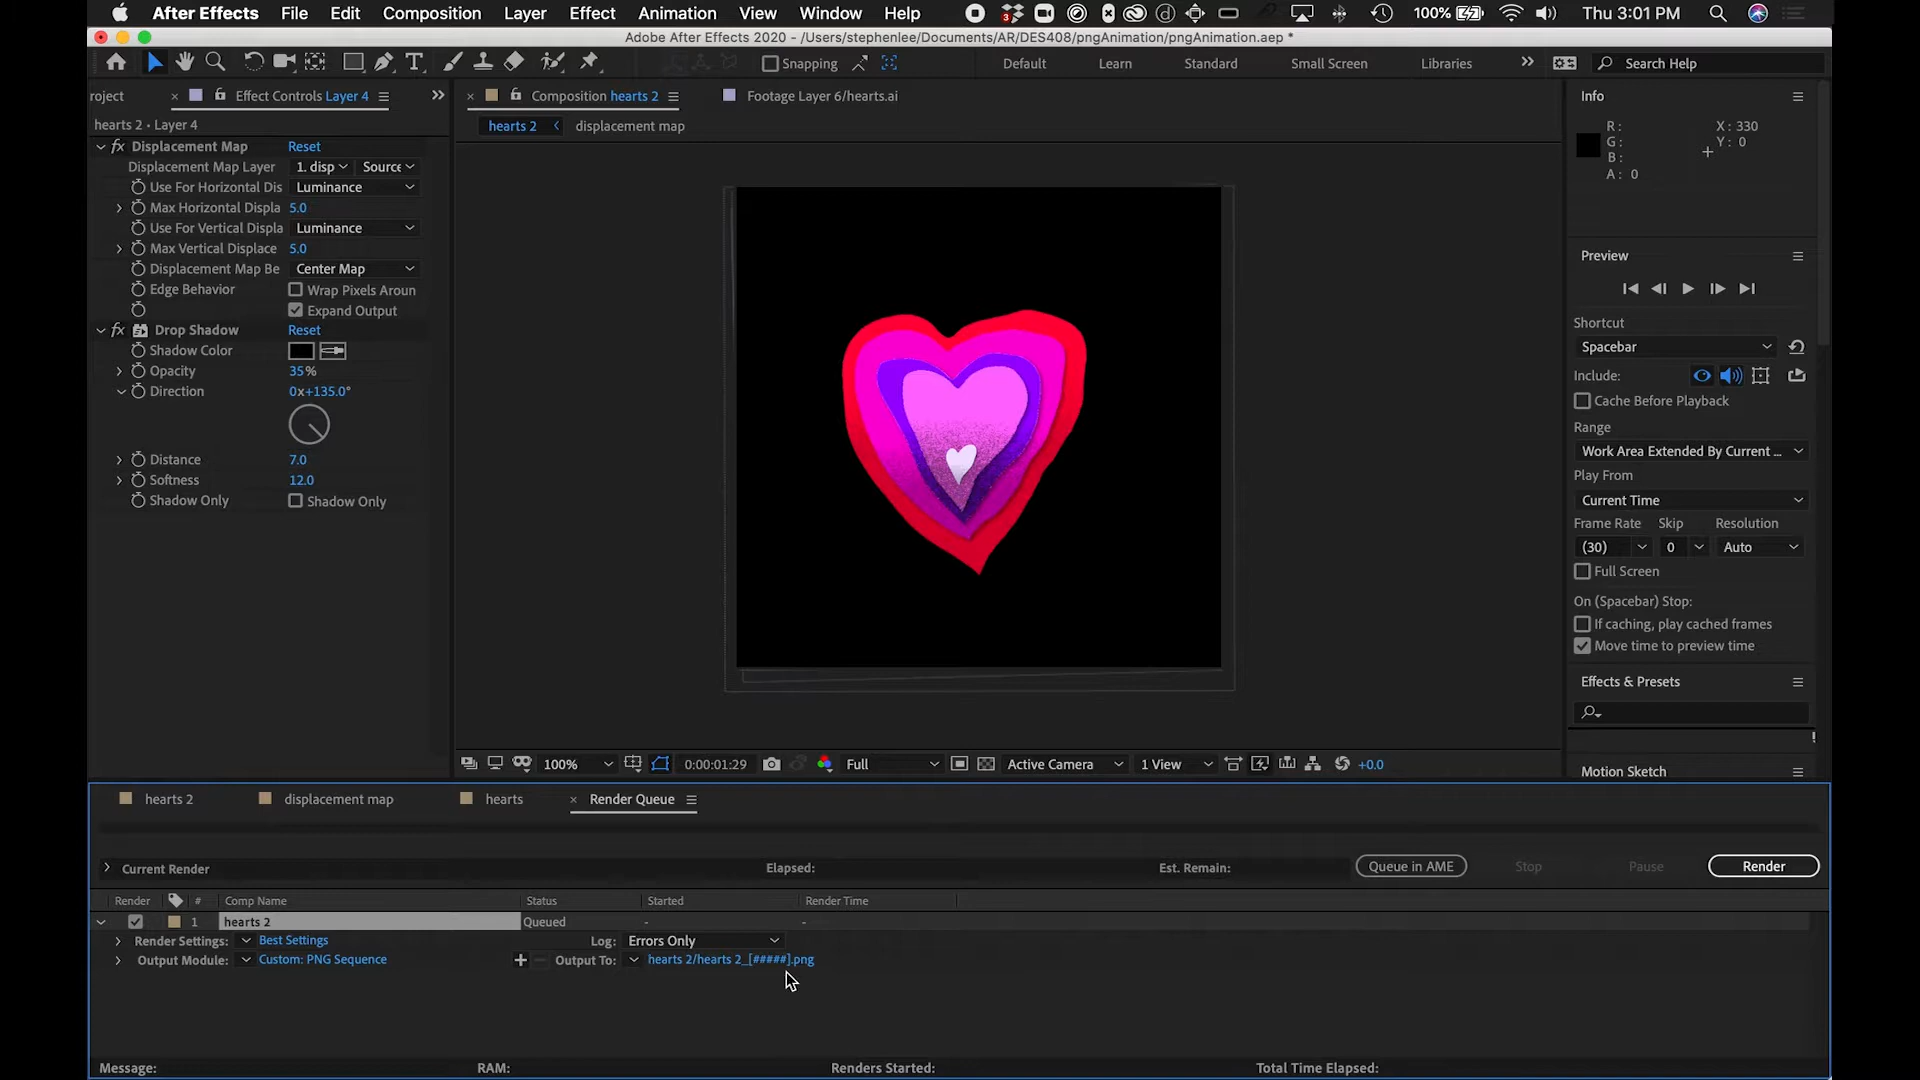 After Effects File Edit Composition Layer Effect Animation View Window Help 3 100% Thu 3:01 PM
Adobe After Effects 2020 - /Users/stephenlee/Documents/AR/DES408/pngAnimation/pngAnimation.aep *
Snapping Default Learn Standard Small Screen Libraries Search Help
roject Effect Controls Layer 4 Composition hearts 2 Footage Layer 6/hearts.ai Info
hearts 2 • Layer 4 hearts 2 displacement map
fx Displacement Map Reset
Displacement Map Layer 1. disp Source
Use For Horizontal Dis Luminance
Max Horizontal Displa 5.0
Use For Vertical Displa Luminance
Max Vertical Displace 5.0
Displacement Map Be Center Map
Edge Behavior Wrap Pixels Aroun
Expand Output
fx Drop Shadow Reset
Shadow Color
Opacity 35%
Direction 0x+135.0°
Distance 7.0
Softness 12.0
Shadow Only Shadow Only
R: X: 330
G: Y: 0
B:
A: 0
Preview
Shortcut
Spacebar
Include:
Cache Before Playback
Range
Work Area Extended By Current ...
Play From
Current Time
Frame Rate Skip Resolution
(30) 0 Auto
Full Screen
On (Spacebar) Stop:
If caching, play cached frames
Move time to preview time
Effects & Presets
Motion Sketch
100% 0:00:01:29 Full Active Camera 1 View +0.0
hearts 2 displacement map hearts Render Queue
Current Render Elapsed: Est. Remain: Queue in AME Stop Pause Render
Render # Comp Name Status Started Render Time
1 hearts 2 Queued - -
Render Settings: Best Settings Log: Errors Only
Output Module: Custom: PNG Sequence Output To: hearts 2/hearts 2_[#####].png
Message: RAM: Renders Started: Total Time Elapsed: